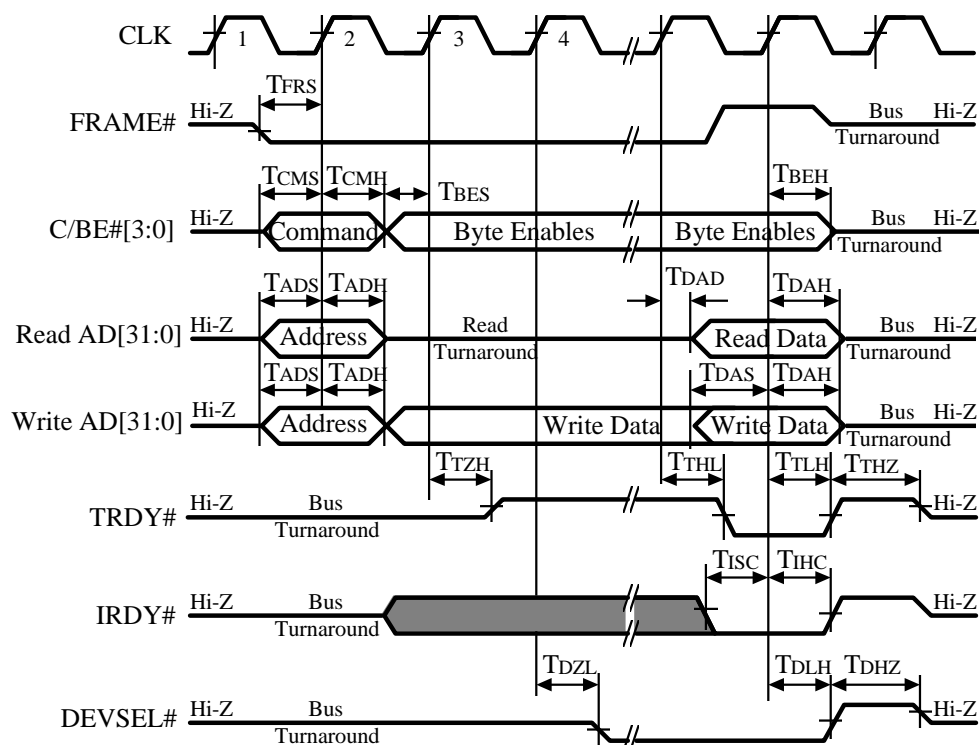 CLK 1 2 3 4
TFRS
FRAME# Hi-Z Bus Hi-Z
Turnaround
TCMS TCMH TBES TBEH
C/BE#[3:0] Hi-Z Command Byte Enables Byte Enables Bus Hi-Z
Turnaround
TADS TADH TDAD TDAH
Read AD[31:0] Hi-Z Address Read Read Data Bus Hi-Z
Turnaround Turnaround
TADS TADH TDAS TDAH
Write AD[31:0] Hi-Z Address Write Data Write Data Bus Hi-Z
Turnaround
TTZH TTHL TTLH TTHZ
TRDY# Hi-Z Bus Hi-Z
Turnaround
TISC TIHC
IRDY# Hi-Z Bus Hi-Z
Turnaround
TDZL TDLH TDHZ
DEVSEL# Hi-Z Bus Hi-Z
Turnaround